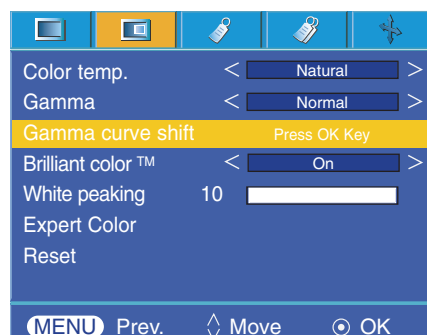 Color temp. < Natural >
Gamma < Normal >
Gamma curve shift Press OK Key
Brilliant color ™ < On >
White peaking 10
Expert Color
Reset
MENU Prev. Move OK